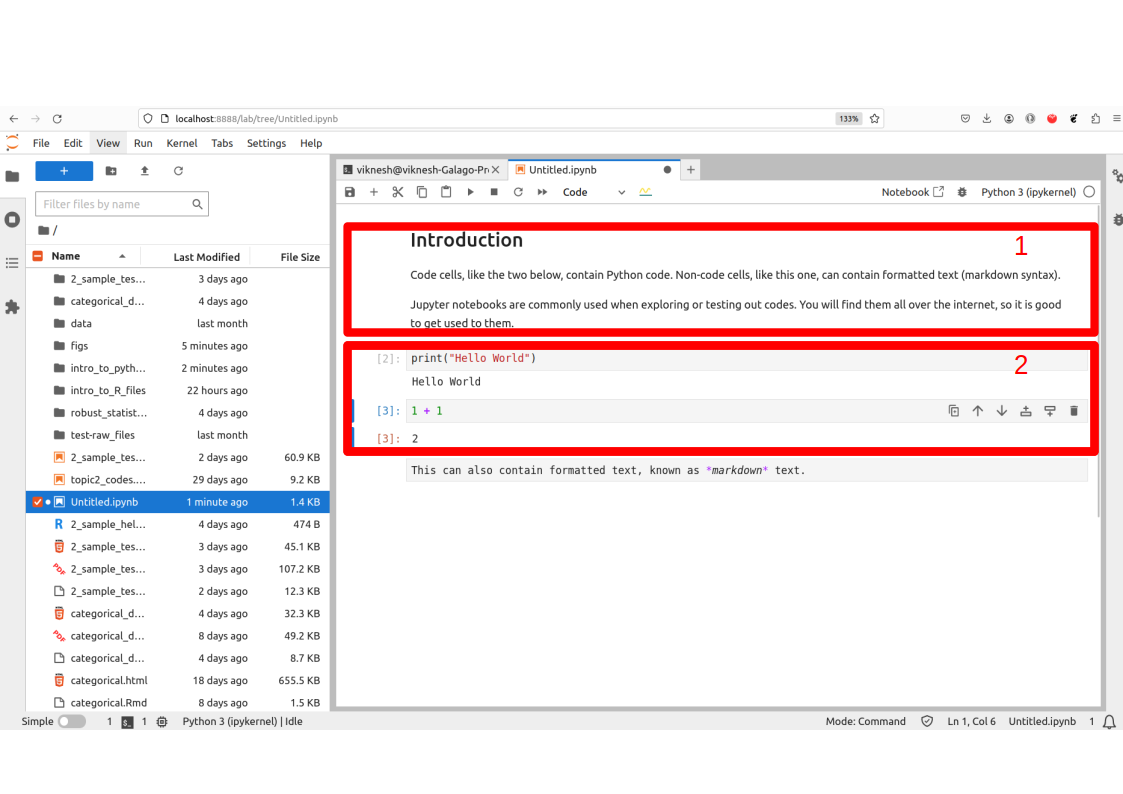 localhost:8888/lab/tree/Untitled.ipynb
133%
File Edit View Run Kernel Tabs Settings Help
+
viknesh@viknesh-Galago-Pr
Untitled.ipynb
Code
Notebook
Python 3 (ipykernel)
Filter files by name
/
Name Last Modified File Size
2_sample_tes... 3 days ago
categorical_d... 4 days ago
data last month
figs 5 minutes ago
intro_to_pyth... 2 minutes ago
intro_to_R_files 22 hours ago
robust_statist... 4 days ago
test-raw_files last month
2_sample_tes... 2 days ago 60.9 KB
topic2_codes.... 29 days ago 9.2 KB
Untitled.ipynb 1 minute ago 1.4 KB
R 2_sample_hel... 4 days ago 474 B
2_sample_tes... 3 days ago 45.1 KB
PDF 2_sample_tes... 3 days ago 107.2 KB
2_sample_tes... 2 days ago 12.3 KB
categorical_d... 4 days ago 32.3 KB
PDF categorical_d... 8 days ago 49.2 KB
categorical_d... 4 days ago 8.7 KB
categorical.html 18 days ago 655.5 KB
categorical.Rmd 8 days ago 1.5 KB
Introduction
1
Code cells, like the two below, contain Python code. Non-code cells, like this one, can contain formatted text (markdown syntax).
Jupyter notebooks are commonly used when exploring or testing out codes. You will find them all over the internet, so it is good
to get used to them.
[2]: print("Hello World")
2
Hello World
[3]: 1 + 1
[3]: 2
This can also contain formatted text, known as *markdown* text.
Simple 1 $_ 1 Python 3 (ipykernel) | Idle
Mode: Command Ln 1, Col 6 Untitled.ipynb 1